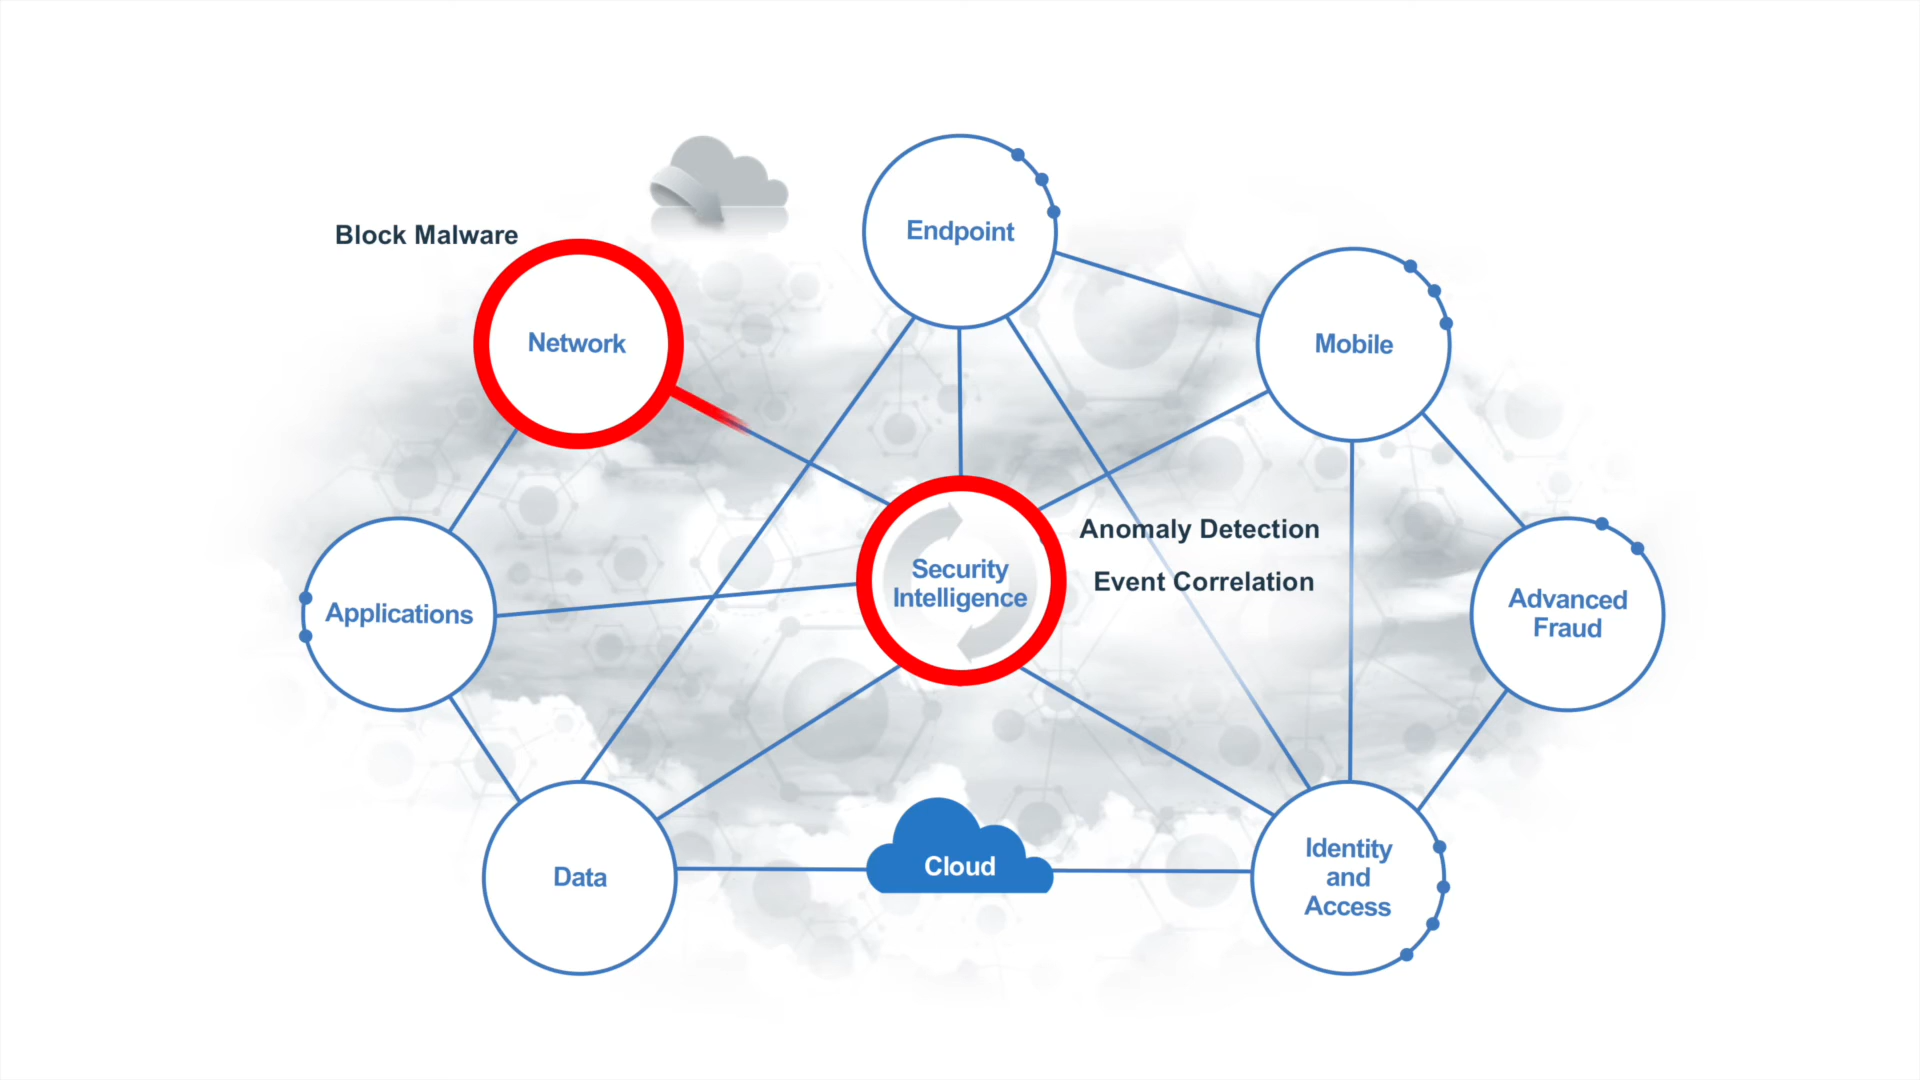 Endpoint
Block Malware
Network
Mobile
Anomaly Detection
Security
Intelligence
Event Correlation
Applications
Advanced
Fraud
Data
Cloud
Identity
and
Access